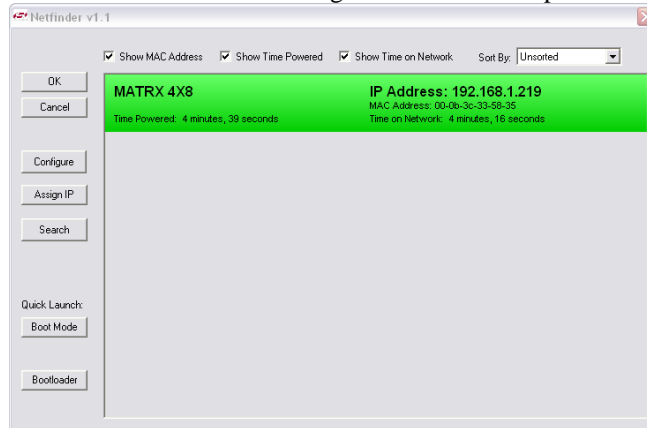 Netfinder v1.1
Show MAC Address Show Time Powered Show Time on Network Sort By: Unsorted
OK
Cancel
Configure
Assign IP
Search
Quick Launch:
Boot Mode
Bootloader
MATRX 4X8
IP Address: 192.168.1.219
MAC Address: 00-0b-3c-33-58-35
Time Powered: 4 minutes, 39 seconds
Time on Network: 4 minutes, 16 seconds